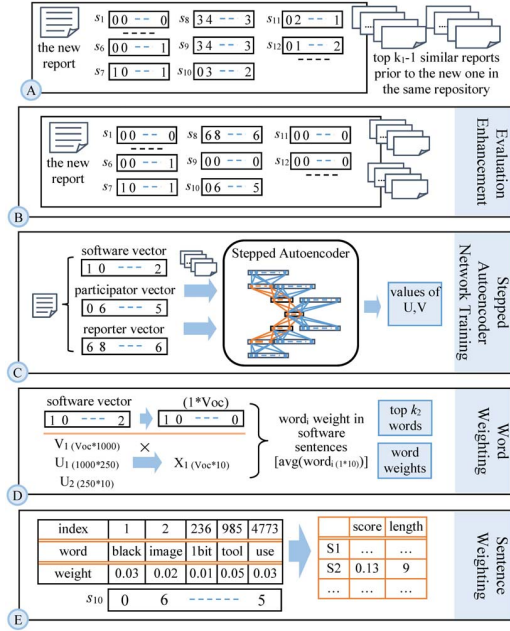 the new
report
s1 0 0 -- 0
s8 3 4 -- 3
s11 0 2 -- 1
s6 0 0 -- 1
s9 3 4 -- 3
s12 0 1 -- 2
s7 1 0 -- 1
s10 0 3 -- 2
top k1-1 similar reports
prior to the new one in
the same repository
A
the new
report
s1 0 0 -- 0
s8 6 8 -- 6
s11 0 0 -- 0
s6 0 0 -- 1
s9 0 0 -- 0
s12 0 0 -- 0
s7 1 0 -- 1
s10 0 6 -- 5
Evaluation
Enhancement
B
software vector
1 0 --- 2
participator vector
0 6 --- 5
reporter vector
6 8 --- 6
Stepped Autoencoder
values of
U,V
Stepped
Autoencoder
Network Training
C
software vector
1 0 --- 2
(1*Voc)
1 0 --- 0
V1 (Voc*1000)
U1 (1000*250)
U2 (250*10)
×
X1 (Voc*10)
wordi weight in
software
sentences
[avg(wordi (1*10))]
top k2
words
word
weights
Word
Weighting
D
index 1 2 236 985 4773
word black image 1bit tool use
weight 0.03 0.02 0.01 0.05 0.03
s10 0 6 ------ 5
score length
S1 ... ...
S2 0.13 9
... ... ...
Sentence
Weighting
E